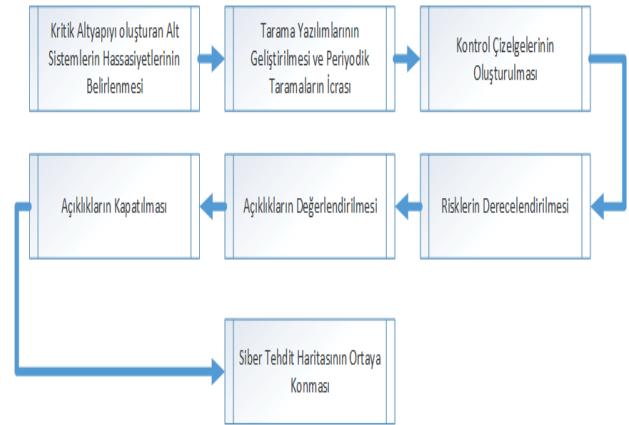 Kritik Altyapıyı oluşturan Alt
Sistemlerin Hassasiyetlerinin
Belirlenmesi
Tarama Yazılımlarının
Geliştirilmesi ve Periyodik
Taramaların İcrası
Kontrol Çizelgelerinin
Oluşturulması
Risklerin Derecelendirilmesi
Açıklıkların Değerlendirilmesi
Açıklıkların Kapatılması
Siber Tehdit Haritasının Ortaya
Konması